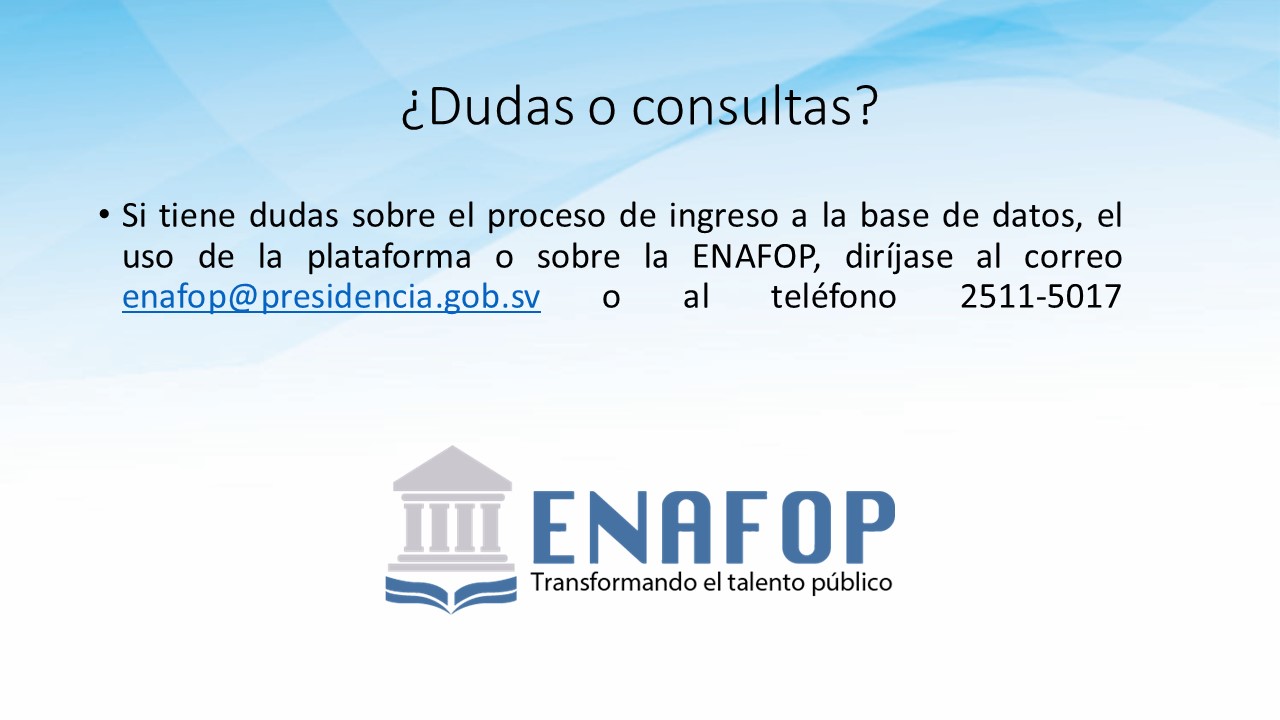 ¿Dudas o consultas?
• Si tiene dudas sobre el proceso de ingreso a la base de datos, el
uso de la plataforma o sobre la ENAFOP, diríjase al correo
enafop@presidencia.gob.sv o al teléfono 2511-5017
ENAFOP
Transformando el talento público